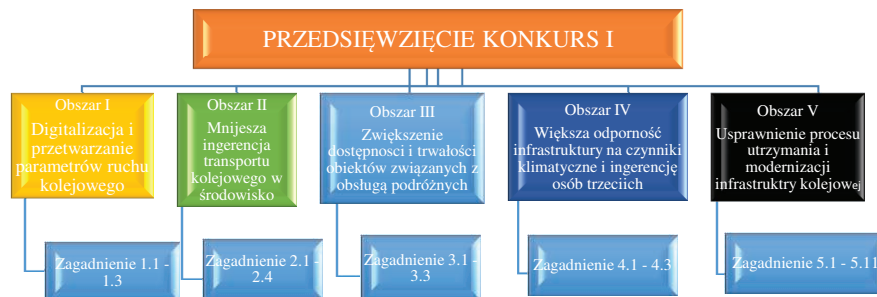 PRZEDSIĘWZIĘCIE KONKURS I
Obszar I
Digitalizacja i
przetwarzanie
parametrów ruchu
kolejowego
Obszar II
Mnijesza
ingerencja
transportu
kolejowego w
środowisko
Obszar III
Zwiększenie
dostępnosci i trwałości
obiektów związanych z
obsługą podróżnych
Obszar IV
Większa odporność
infrastruktury na czynniki
klimatyczne i ingerencję
osób trzeciich
Obszar V
Usprawnienie procesu
utrzymania i
modernizacji
infrastruktry kolejowej
Zagadnienie 1.1 -
1.3
Zagadnienie 2.1 -
2.4
Zagadnienie 3.1 -
3.3
Zagadnienie 4.1 - 4.3
Zagadnienie 5.1 - 5.11